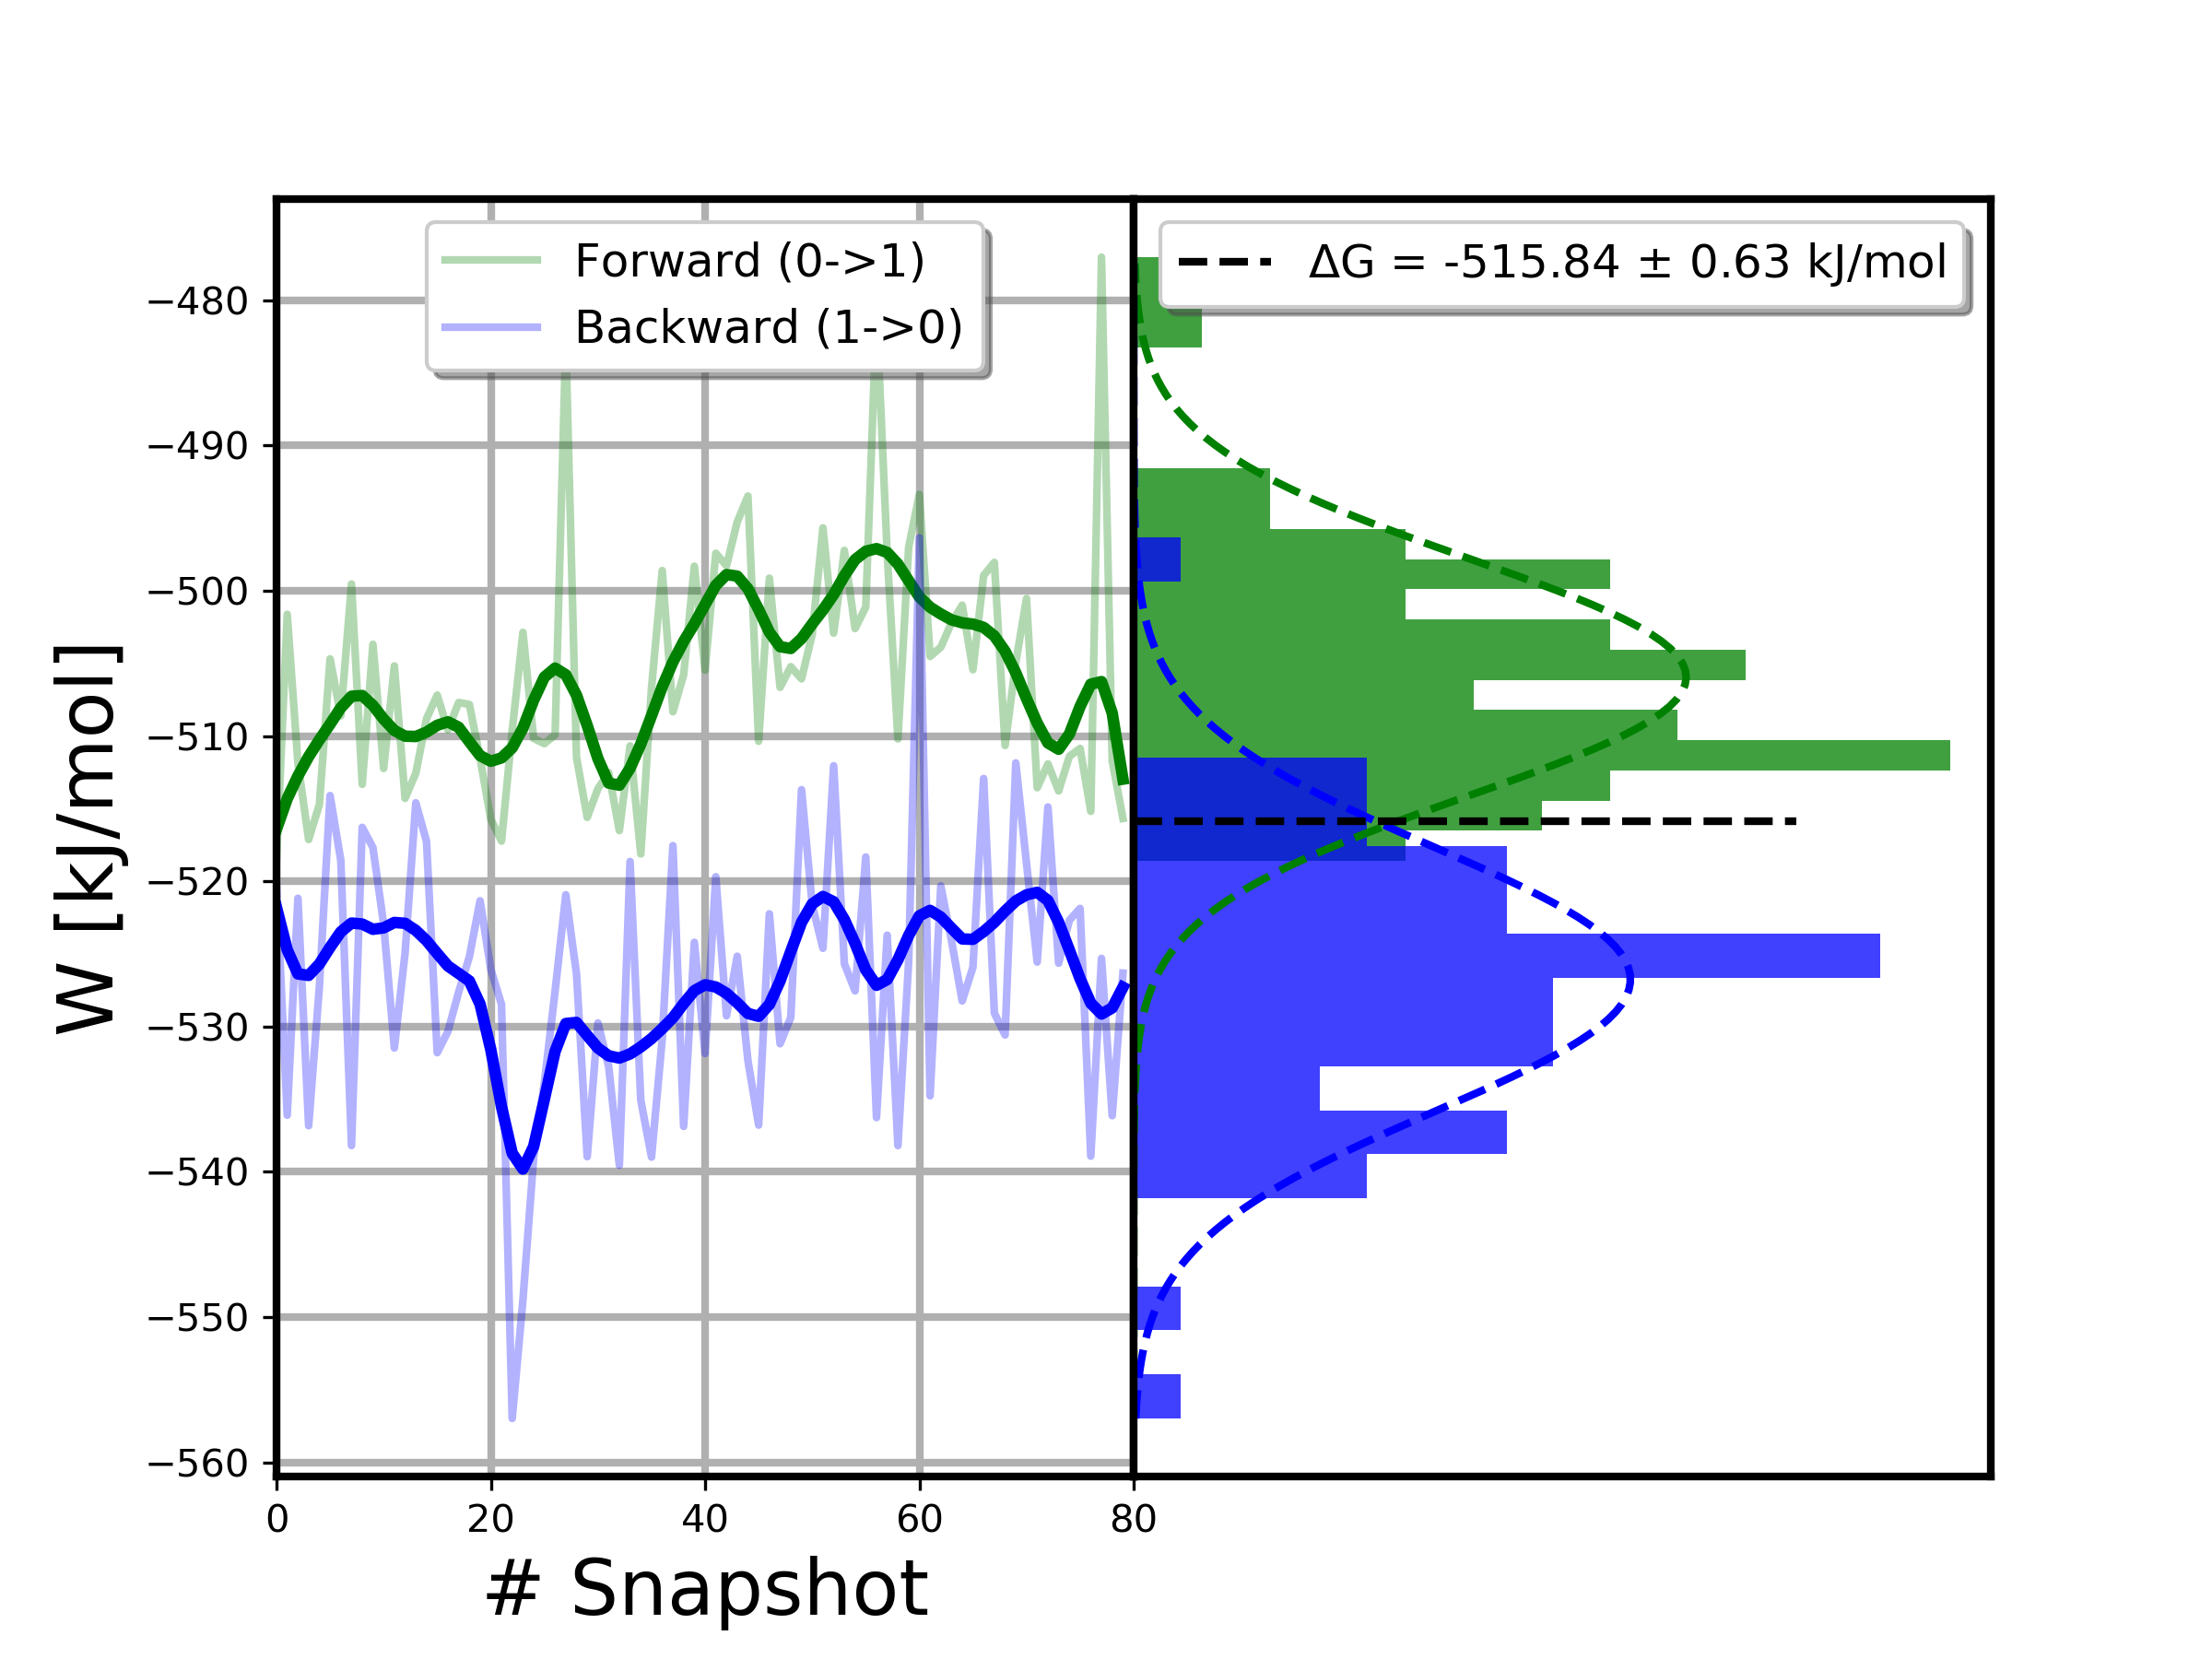 Forward (0->1)
Backward (1->0)
ΔG = -515.84 ± 0.63 kJ/mol
−480
−490
−500
−510
−520
−530
−540
−550
−560
W [kJ/mol]
0 20 40 60 80
# Snapshot